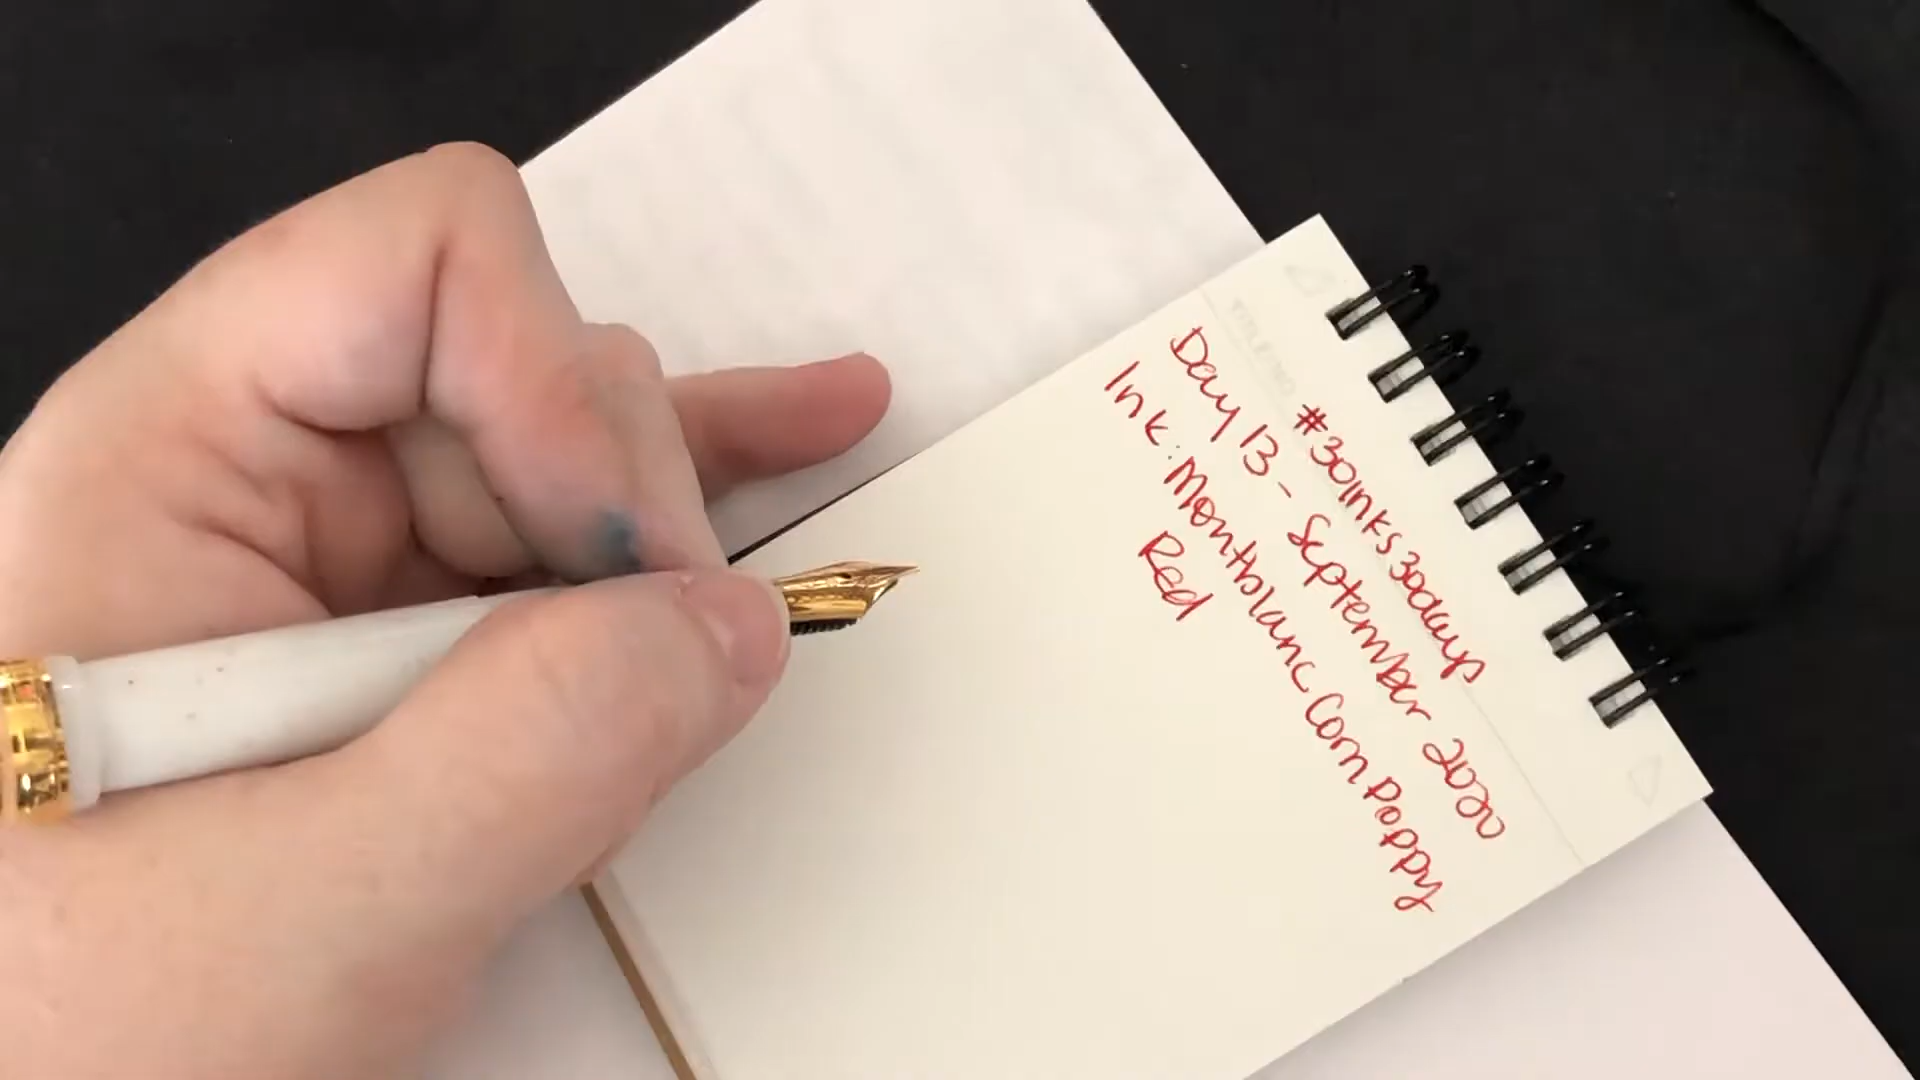 #30inks30days
Day 13 - September 2020
Ink: Montblanc Corn Poppy
Red